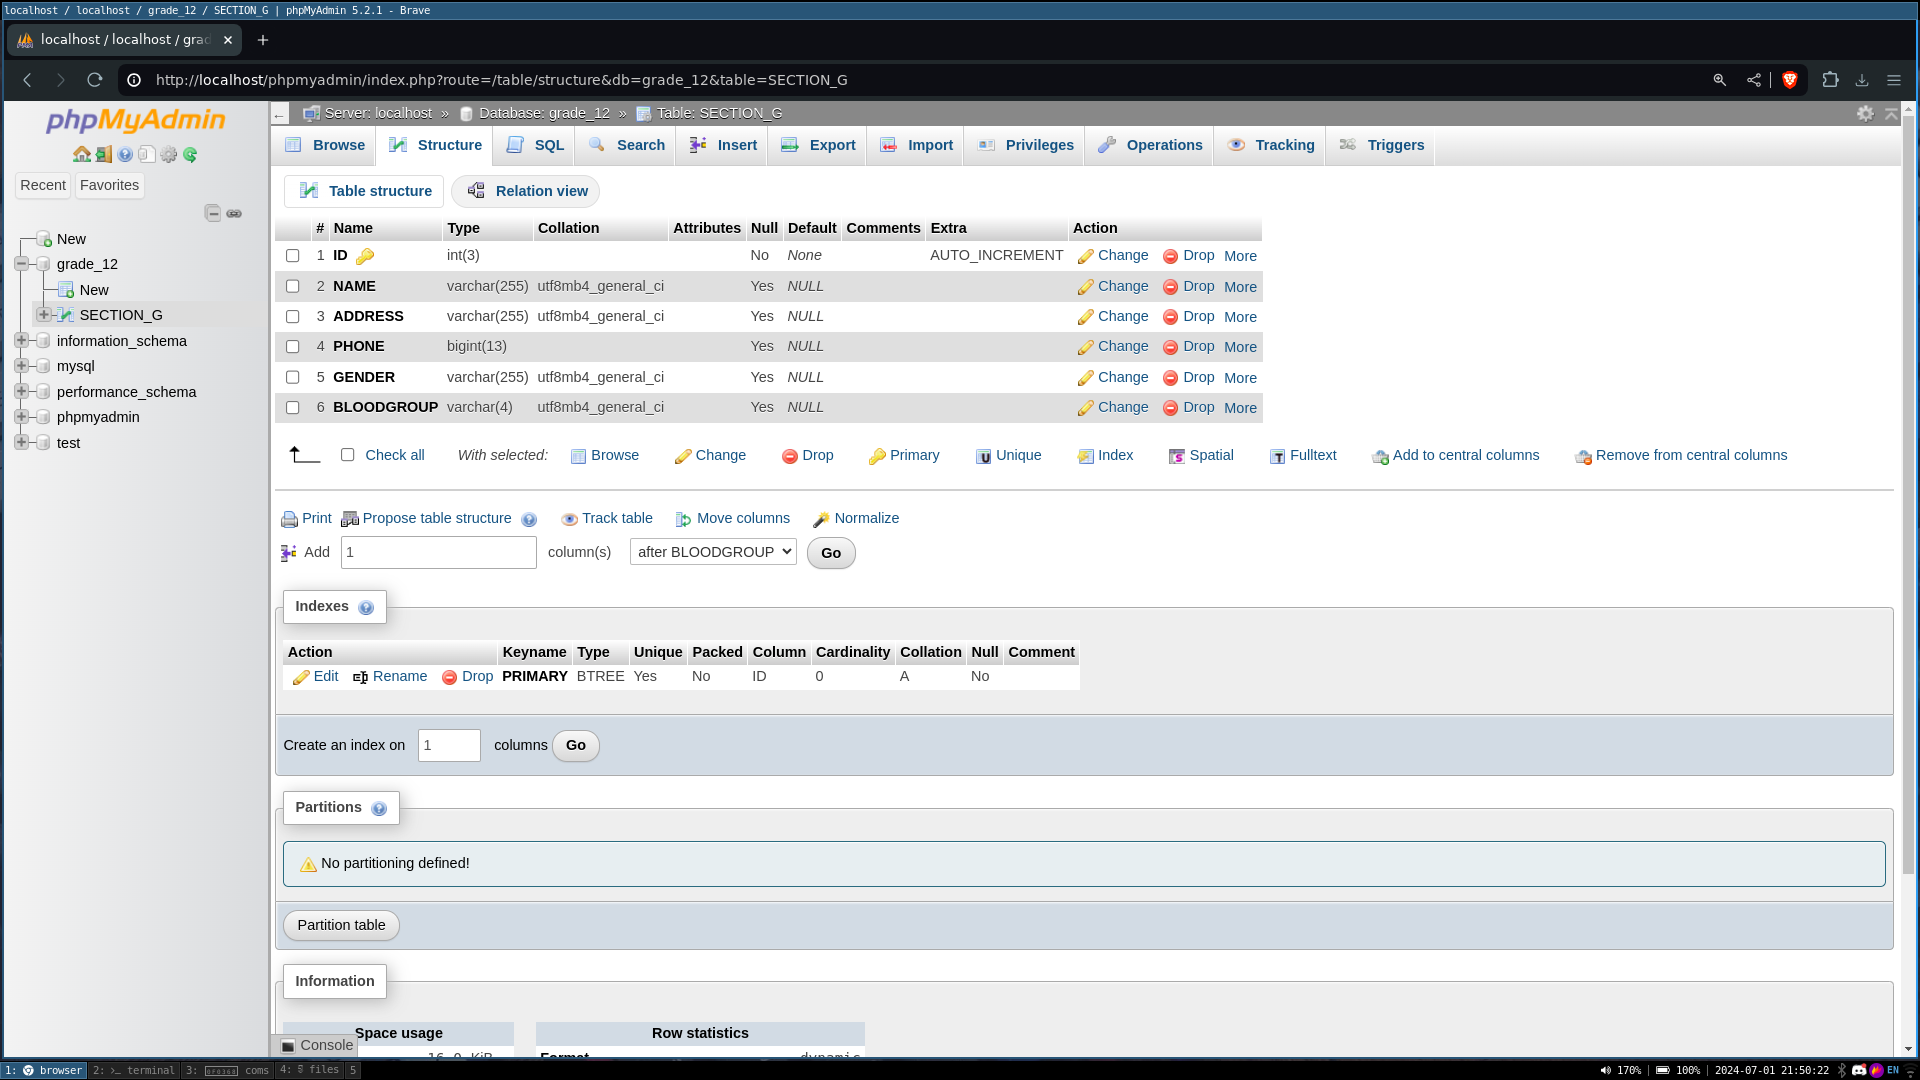 localhost / localhost / grade_12 / SECTION_G | phpMyAdmin 5.2.1 - Brave
localhost / localhost / grad
http://localhost/phpmyadmin/index.php?route=/table/structure&db=grade_12&table=SECTION_G
phpMyAdmin
Recent Favorites
New
grade_12
New
SECTION_G
information_schema
mysql
performance_schema
phpmyadmin
test
Server: localhost » Database: grade_12 » Table: SECTION_G
Browse Structure SQL Search Insert Export Import Privileges Operations Tracking Triggers
Table structure Relation view
# Name Type Collation Attributes Null Default Comments Extra Action
1 ID int(3) No None AUTO_INCREMENT Change Drop More
2 NAME varchar(255) utf8mb4_general_ci Yes NULL Change Drop More
3 ADDRESS varchar(255) utf8mb4_general_ci Yes NULL Change Drop More
4 PHONE bigint(13) Yes NULL Change Drop More
5 GENDER varchar(255) utf8mb4_general_ci Yes NULL Change Drop More
6 BLOODGROUP varchar(4) utf8mb4_general_ci Yes NULL Change Drop More
Check all With selected: Browse Change Drop Primary Unique Index Spatial Fulltext Add to central columns Remove from central columns
Print Propose table structure Track table Move columns Normalize
Add 1 column(s) after BLOODGROUP Go
Indexes
Action Keyname Type Unique Packed Column Cardinality Collation Null Comment
Edit Rename Drop PRIMARY BTREE Yes No ID 0 A No
Create an index on 1 columns Go
Partitions
No partitioning defined!
Partition table
Information
Space usage Row statistics
16.0 KiB Format dynamic
Console
1: browser 2: >_ terminal 3: coms 4: files 5
170% | 100% | 2024-07-01 21:50:22 EN